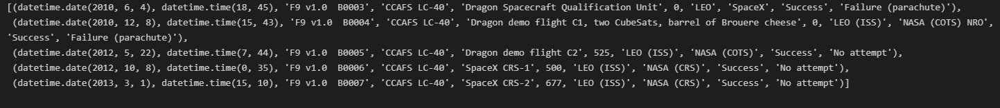 [(datetime.date(2010, 6, 4), datetime.time(18, 45), 'F9 v1.0  B0003', 'CCAFS LC-40', 'Dragon Spacecraft Qualification Unit', 0, 'LEO', 'SpaceX', 'Success', 'Failure (parachute)'),
 (datetime.date(2010, 12, 8), datetime.time(15, 43), 'F9 v1.0  B0004', 'CCAFS LC-40', 'Dragon demo flight C1, two CubeSats, barrel of Brouere cheese', 0, 'LEO (ISS)', 'NASA (COTS) NRO',
'Success', 'Failure (parachute)'),
 (datetime.date(2012, 5, 22), datetime.time(7, 44), 'F9 v1.0  B0005', 'CCAFS LC-40', 'Dragon demo flight C2', 525, 'LEO (ISS)', 'NASA (COTS)', 'Success', 'No attempt'),
 (datetime.date(2012, 10, 8), datetime.time(0, 35), 'F9 v1.0  B0006', 'CCAFS LC-40', 'SpaceX CRS-1', 500, 'LEO (ISS)', 'NASA (CRS)', 'Success', 'No attempt'),
 (datetime.date(2013, 3, 1), datetime.time(15, 10), 'F9 v1.0  B0007', 'CCAFS LC-40', 'SpaceX CRS-2', 677, 'LEO (ISS)', 'NASA (CRS)', 'Success', 'No attempt')]